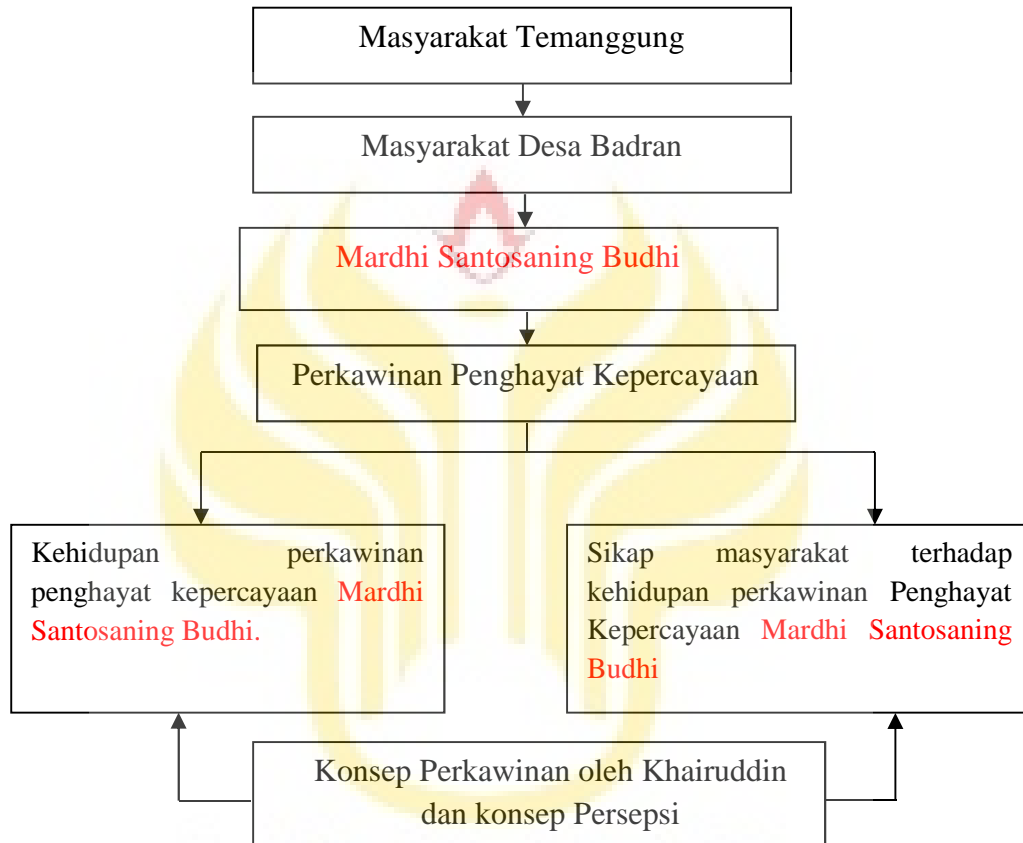 Masyarakat Temanggung
Masyarakat Desa Badran
Mardhi Santosaning Budhi
Perkawinan Penghayat Kepercayaan
Kehidupan perkawinan
penghayat kepercayaan Mardhi
Santosaning Budhi.
Sikap masyarakat terhadap
kehidupan perkawinan Penghayat
Kepercayaan Mardhi Santosaning
Budhi
Konsep Perkawinan oleh Khairuddin
dan konsep Persepsi